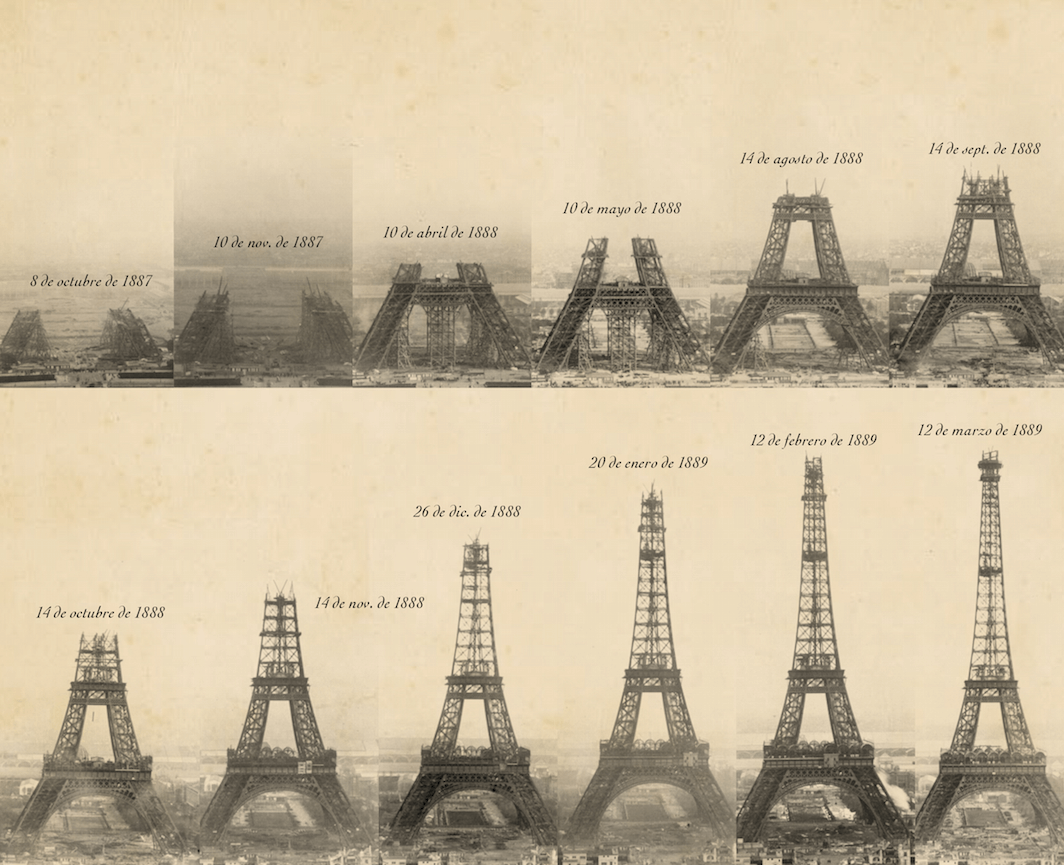 8 de octubre de 1887
10 de nov. de 1887
10 de abril de 1888
10 de mayo de 1888
14 de agosto de 1888
14 de sept. de 1888
14 de octubre de 1888
14 de nov. de 1888
26 de dic. de 1888
20 de enero de 1889
12 de febrero de 1889
12 de marzo de 1889